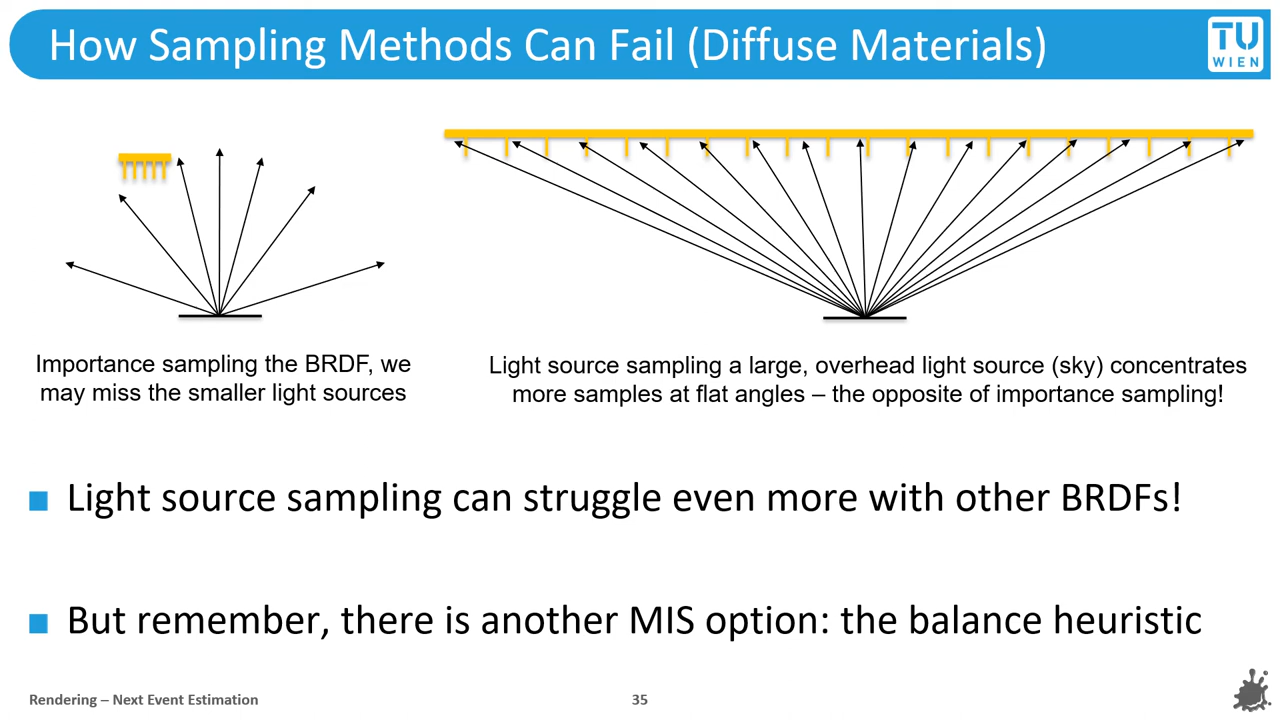 How Sampling Methods Can Fail (Diffuse Materials)
TU
WIEN
Importance sampling the BRDF, we
may miss the smaller light sources
Light source sampling a large, overhead light source (sky) concentrates
more samples at flat angles – the opposite of importance sampling!
Light source sampling can struggle even more with other BRDFs!
But remember, there is another MIS option: the balance heuristic
Rendering – Next Event Estimation
35